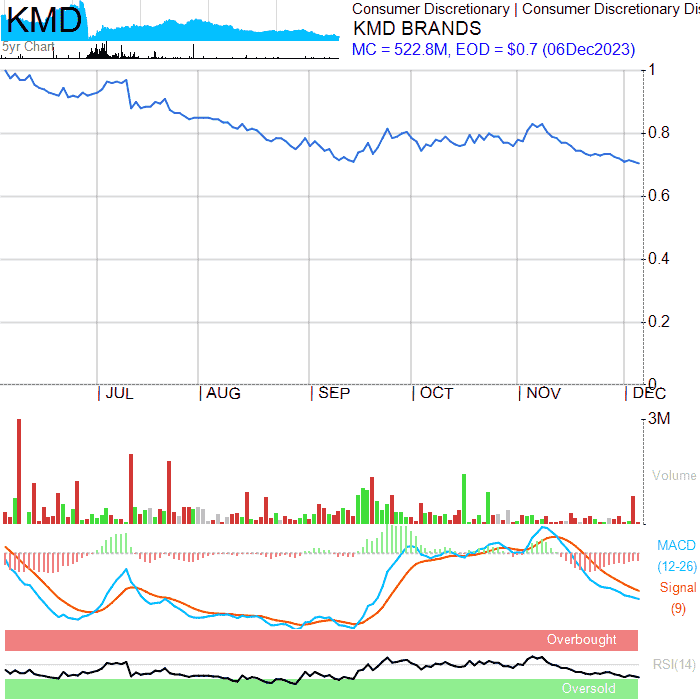 KMD
5yr Chart
Consumer Discretionary | Consumer Discretionary Dis
KMD BRANDS
MC = 522.8M, EOD = $0.7 (06Dec2023)
1
0.8
0.6
0.4
0.2
0
| JUL | AUG | SEP | OCT | NOV | DEC
3M
Volume
MACD
(12-26)
Signal
(9)
Overbought
RSI(14)
Oversold